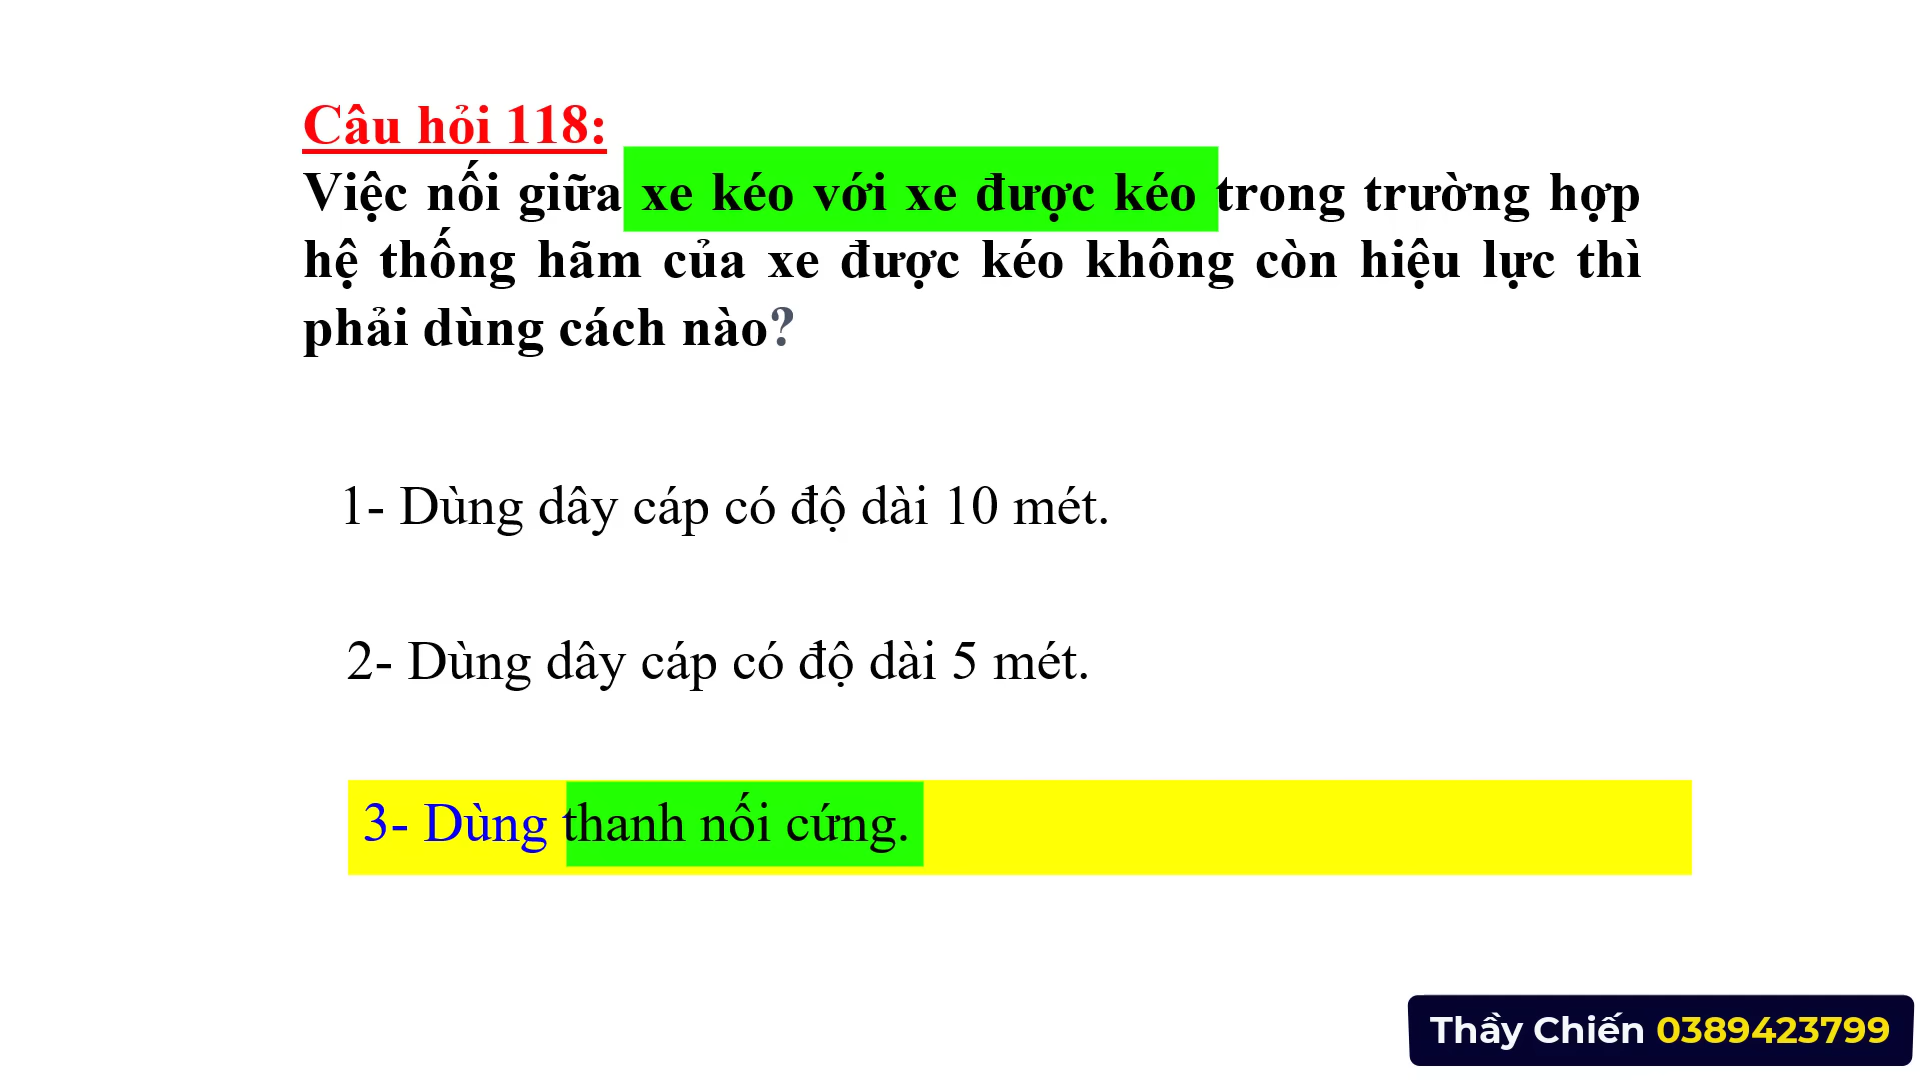 Câu hỏi 118:
Việc nối giữa xe kéo với xe được kéo trong trường hợp
hệ thống hãm của xe được kéo không còn hiệu lực thì
phải dùng cách nào?
1- Dùng dây cáp có độ dài 10 mét.
2- Dùng dây cáp có độ dài 5 mét.
3- Dùng thanh nối cứng.
Thầy Chiến 0389423799